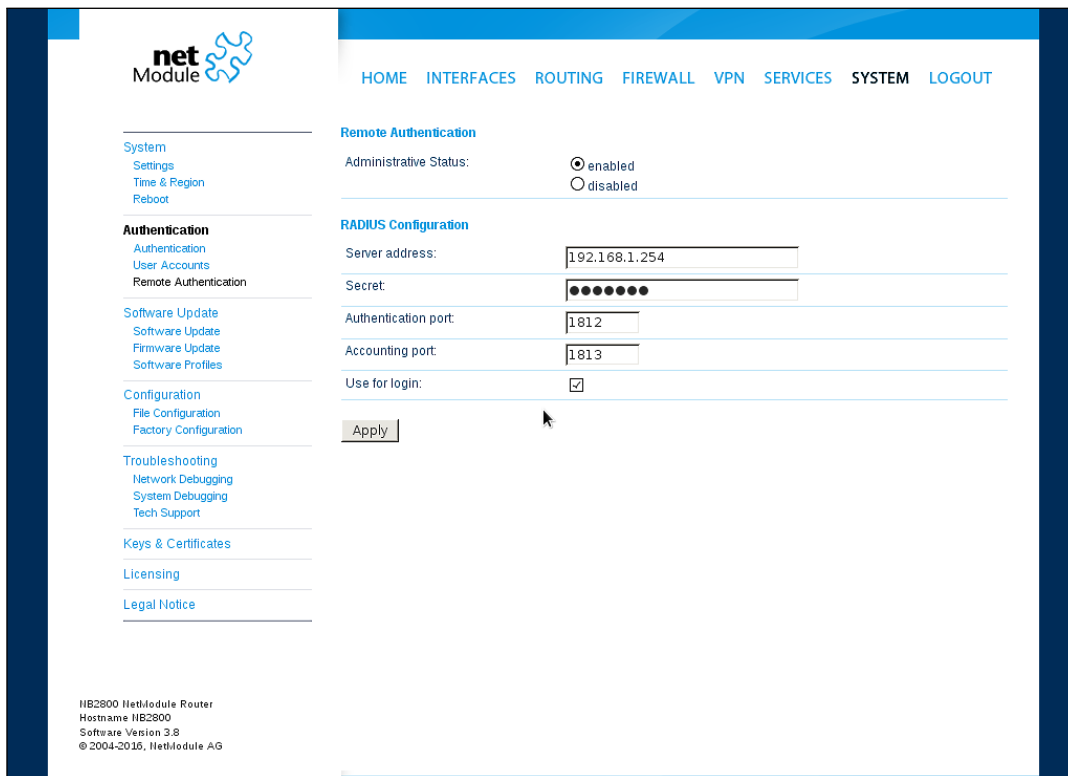 net
Module
HOME INTERFACES ROUTING FIREWALL VPN SERVICES SYSTEM LOGOUT
System
Settings
Time & Region
Reboot
Authentication
Authentication
User Accounts
Remote Authentication
Software Update
Software Update
Firmware Update
Software Profiles
Configuration
File Configuration
Factory Configuration
Troubleshooting
Network Debugging
System Debugging
Tech Support
Keys & Certificates
Licensing
Legal Notice
Remote Authentication
Administrative Status: enabled
disabled
RADIUS Configuration
Server address: 192.168.1.254
Secret: ●●●●●●●
Authentication port: 1812
Accounting port: 1813
Use for login:
Apply
NB2800 NetModule Router
Hostname NB2800
Software Version 3.8
© 2004-2016, NetModule AG